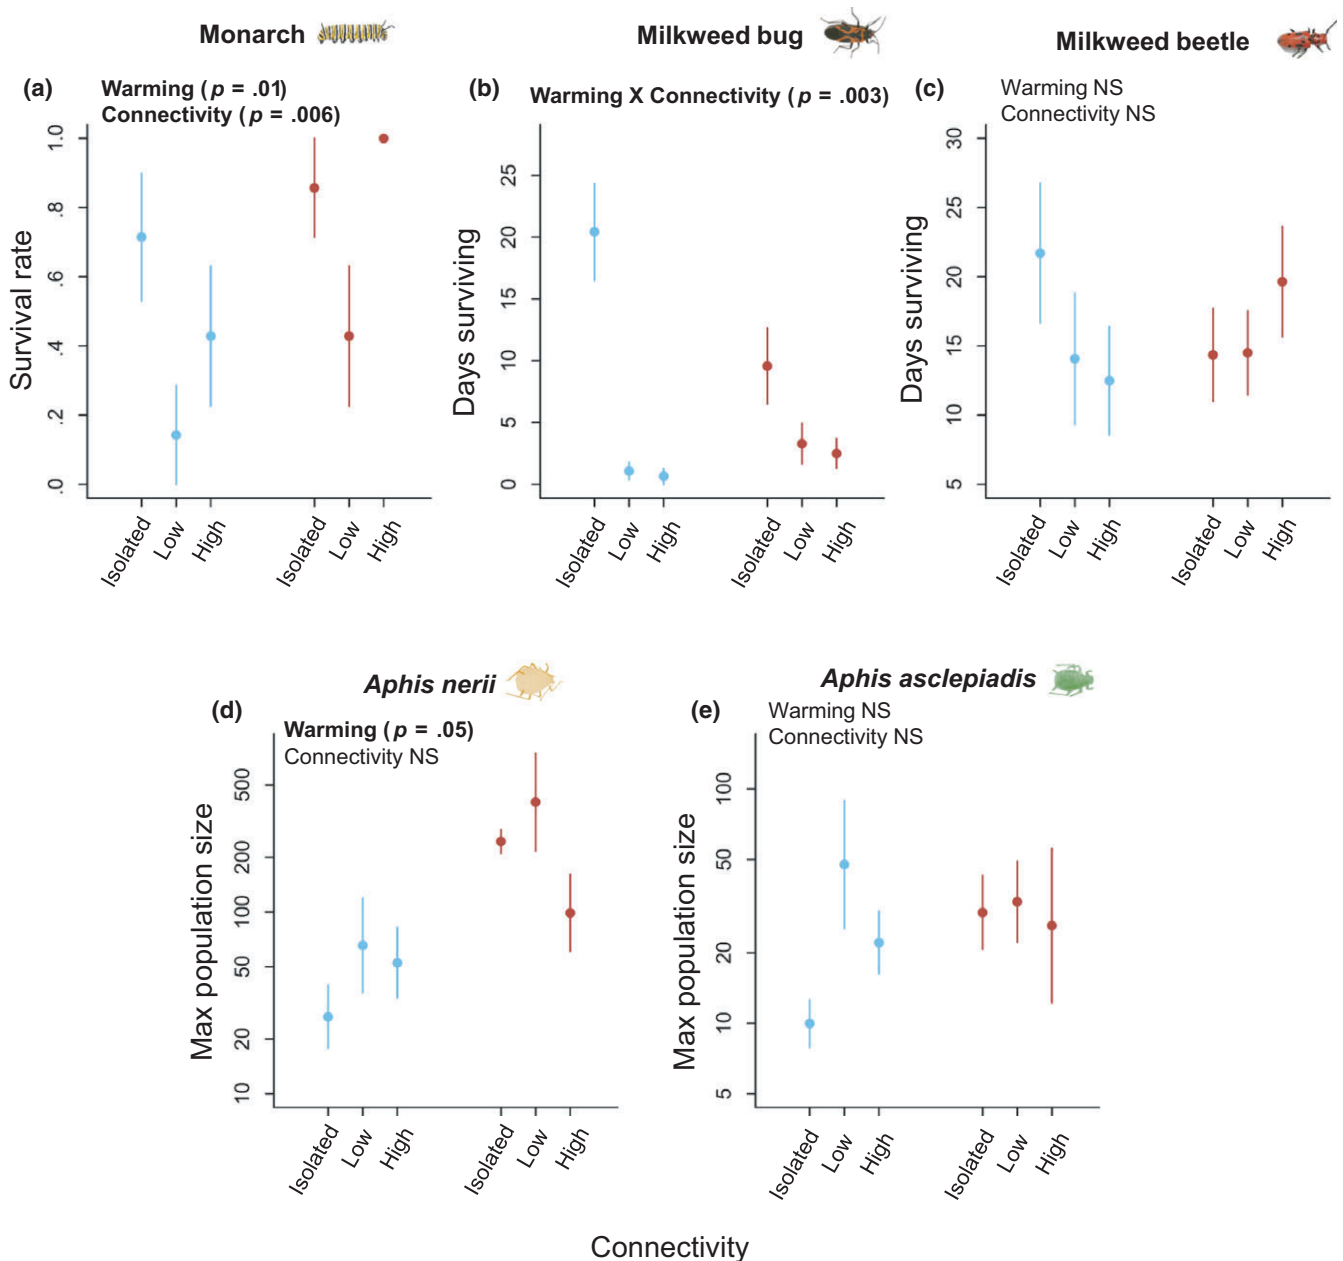 Monarch
Milkweed bug
Milkweed beetle
(a)
Warming (p = .01)
Connectivity (p = .006)
Survival rate
1.0
.8
.6
.4
.2
.0
Isolated
Low
High
Isolated
Low
High
(b)
Warming X Connectivity (p = .003)
Days surviving
25
20
15
10
5
0
Isolated
Low
High
Isolated
Low
High
(c)
Warming NS
Connectivity NS
Days surviving
30
25
20
15
10
5
Isolated
Low
High
Isolated
Low
High
Aphis nerii
Aphis asclepiadis
(d)
Warming (p = .05)
Connectivity NS
Max population size
500
200
100
50
20
10
Isolated
Low
High
Isolated
Low
High
(e)
Warming NS
Connectivity NS
Max population size
100
50
20
10
5
Isolated
Low
High
Isolated
Low
High
Connectivity